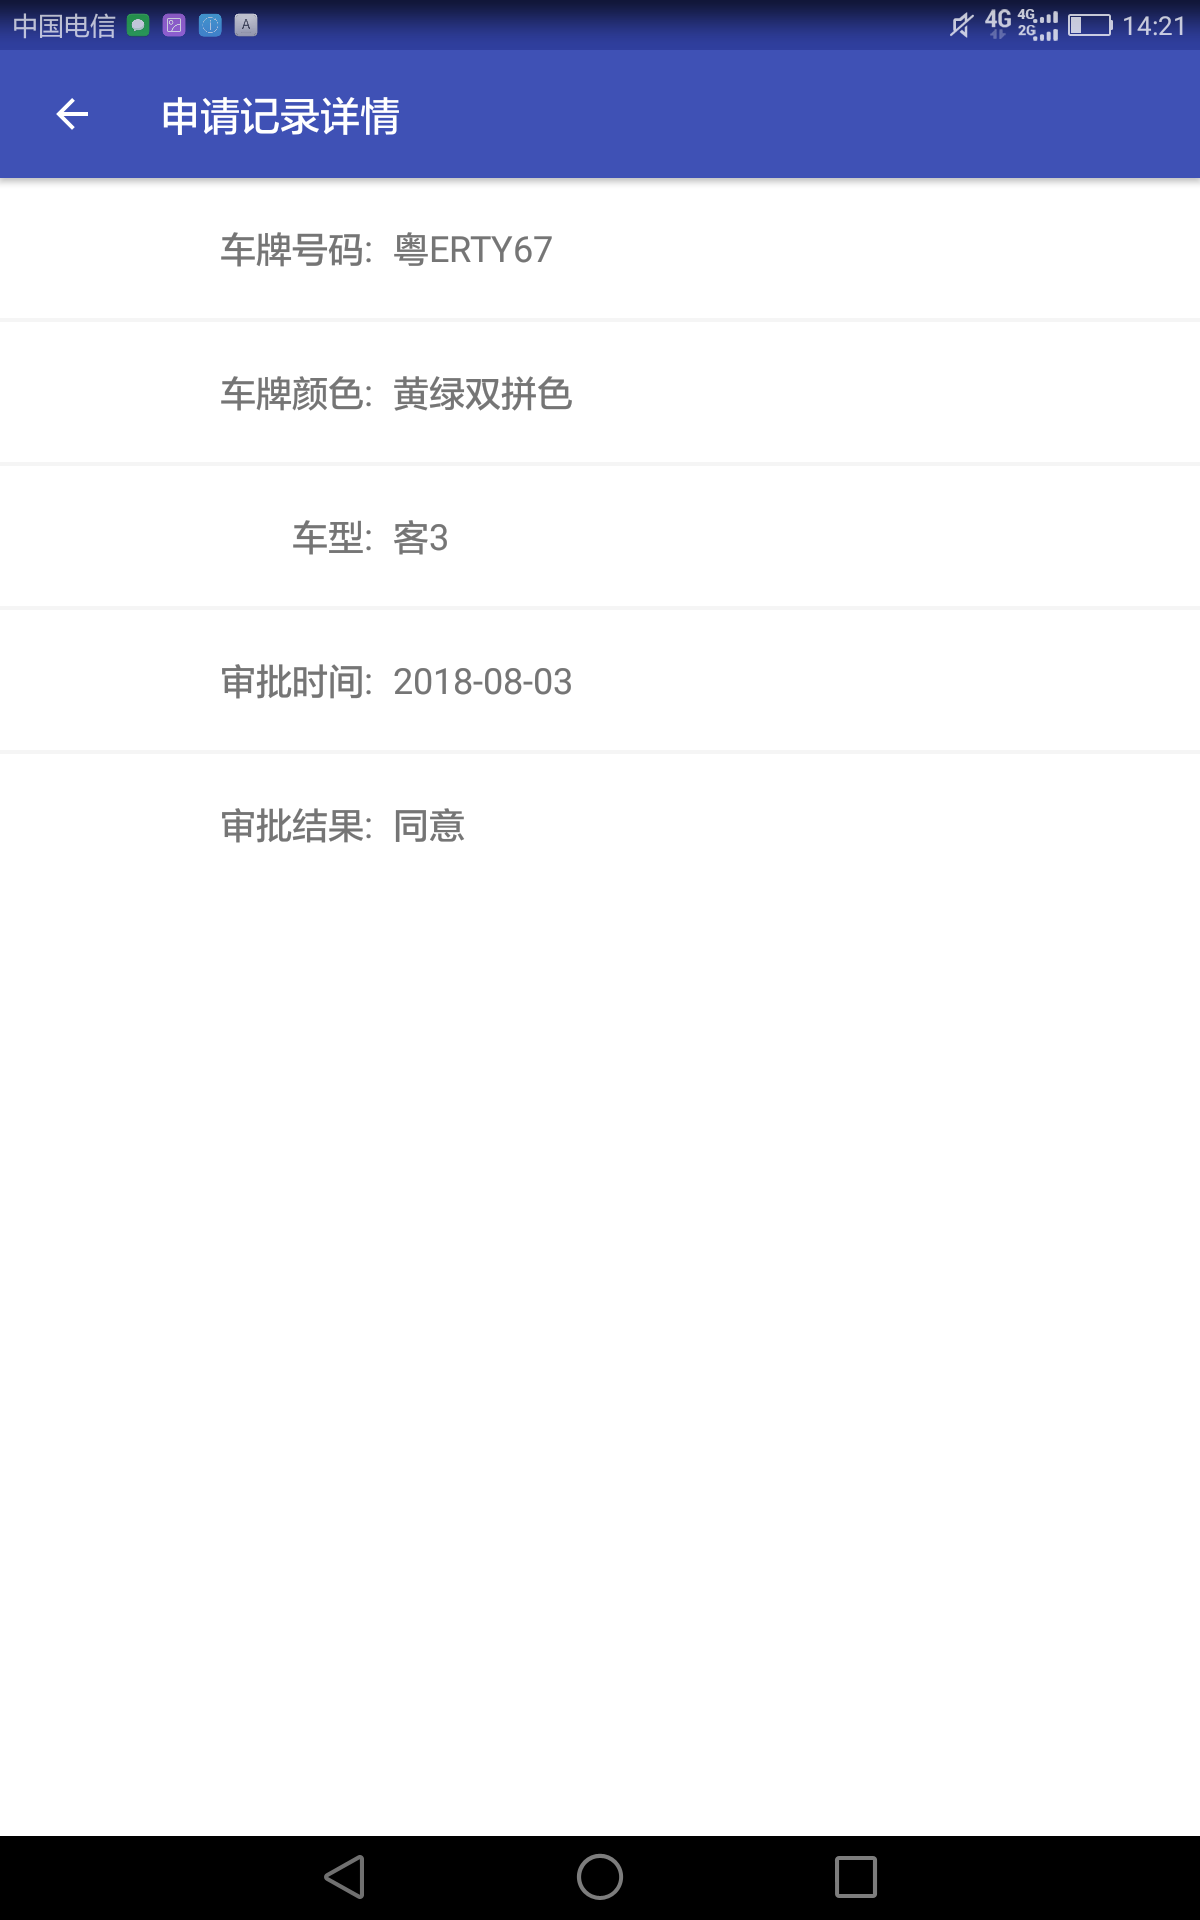 中国电信 A 4G 4G 2G 14:21
申请记录详情
车牌号码: 粤ERTY67
车牌颜色: 黄绿双拼色
车型: 客3
审批时间: 2018-08-03
审批结果: 同意